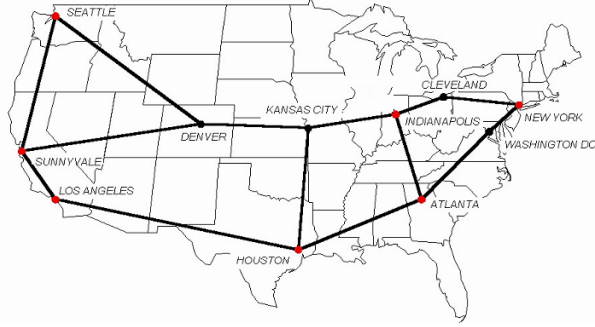 SEATTLE
CLEVELAND
KANSAS CITY
NEW YORK
INDIANAPOLIS
DENVER
WASHINGTON DC
SUNNYVALE
LOS ANGELES
ATLANTA
HOUSTON